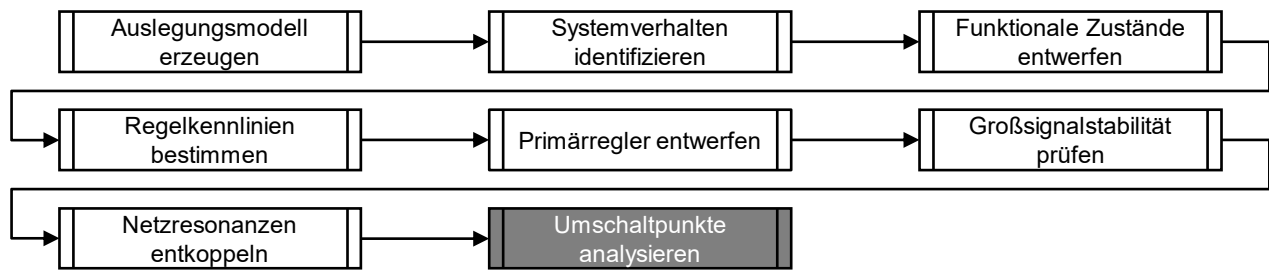 Auslegungsmodell
erzeugen
Systemverhalten
identifizieren
Funktionale Zustände
entwerfen
Regelkennlinien
bestimmen
Primärregler entwerfen
Großsignalstabilität
prüfen
Netzresonanzen
entkoppeln
Umschaltpunkte
analysieren